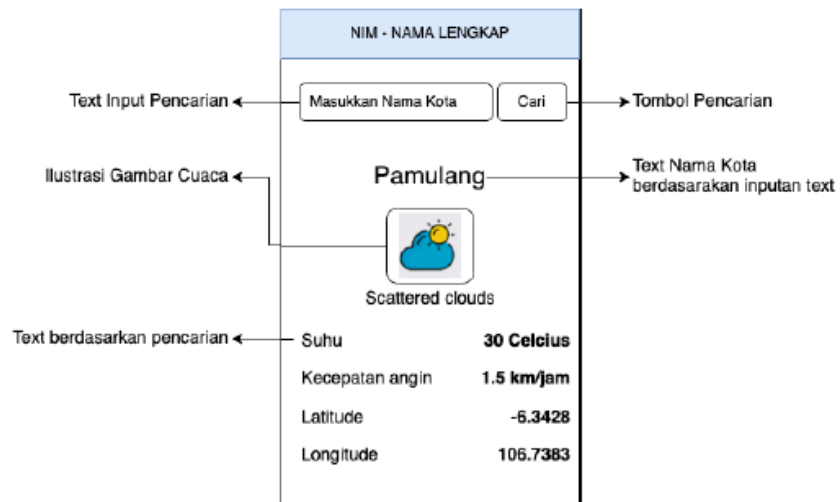 NIM - NAMA LENGKAP
Text Input Pencarian
Masukkan Nama Kota
Cari
Tombol Pencarian
Ilustrasi Gambar Cuaca
Pamulang
Text Nama Kota
berdasarakan inputan text
Scattered clouds
Text berdasarkan pencarian
Suhu 30 Celcius
Kecepatan angin 1.5 km/jam
Latitude -6.3428
Longitude 106.7383